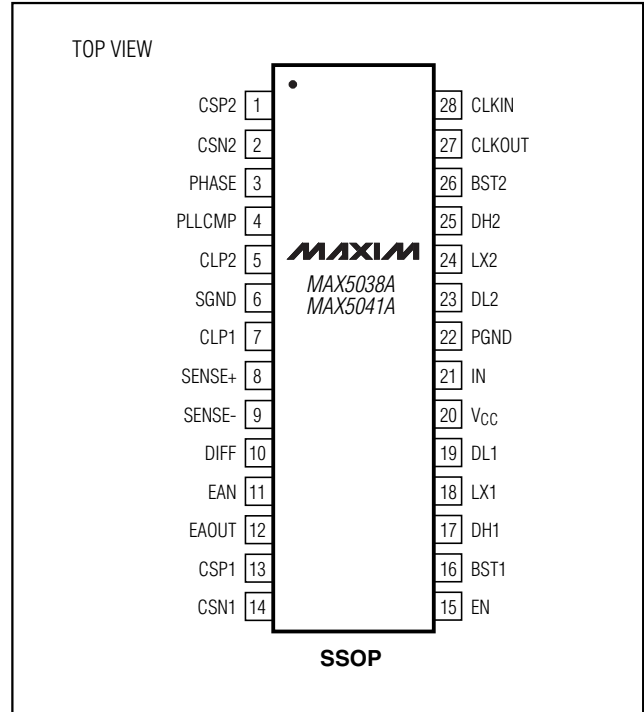 TOP VIEW
CSP2 1
CSN2 2
PHASE 3
PLLCMP 4
CLP2 5
SGND 6
CLP1 7
SENSE+ 8
SENSE- 9
DIFF 10
EAN 11
EAOUT 12
CSP1 13
CSN1 14
MAXIM
MAX5038A
MAX5041A
28 CLKIN
27 CLKOUT
26 BST2
25 DH2
24 LX2
23 DL2
22 PGND
21 IN
20 VCC
19 DL1
18 LX1
17 DH1
16 BST1
15 EN
SSOP